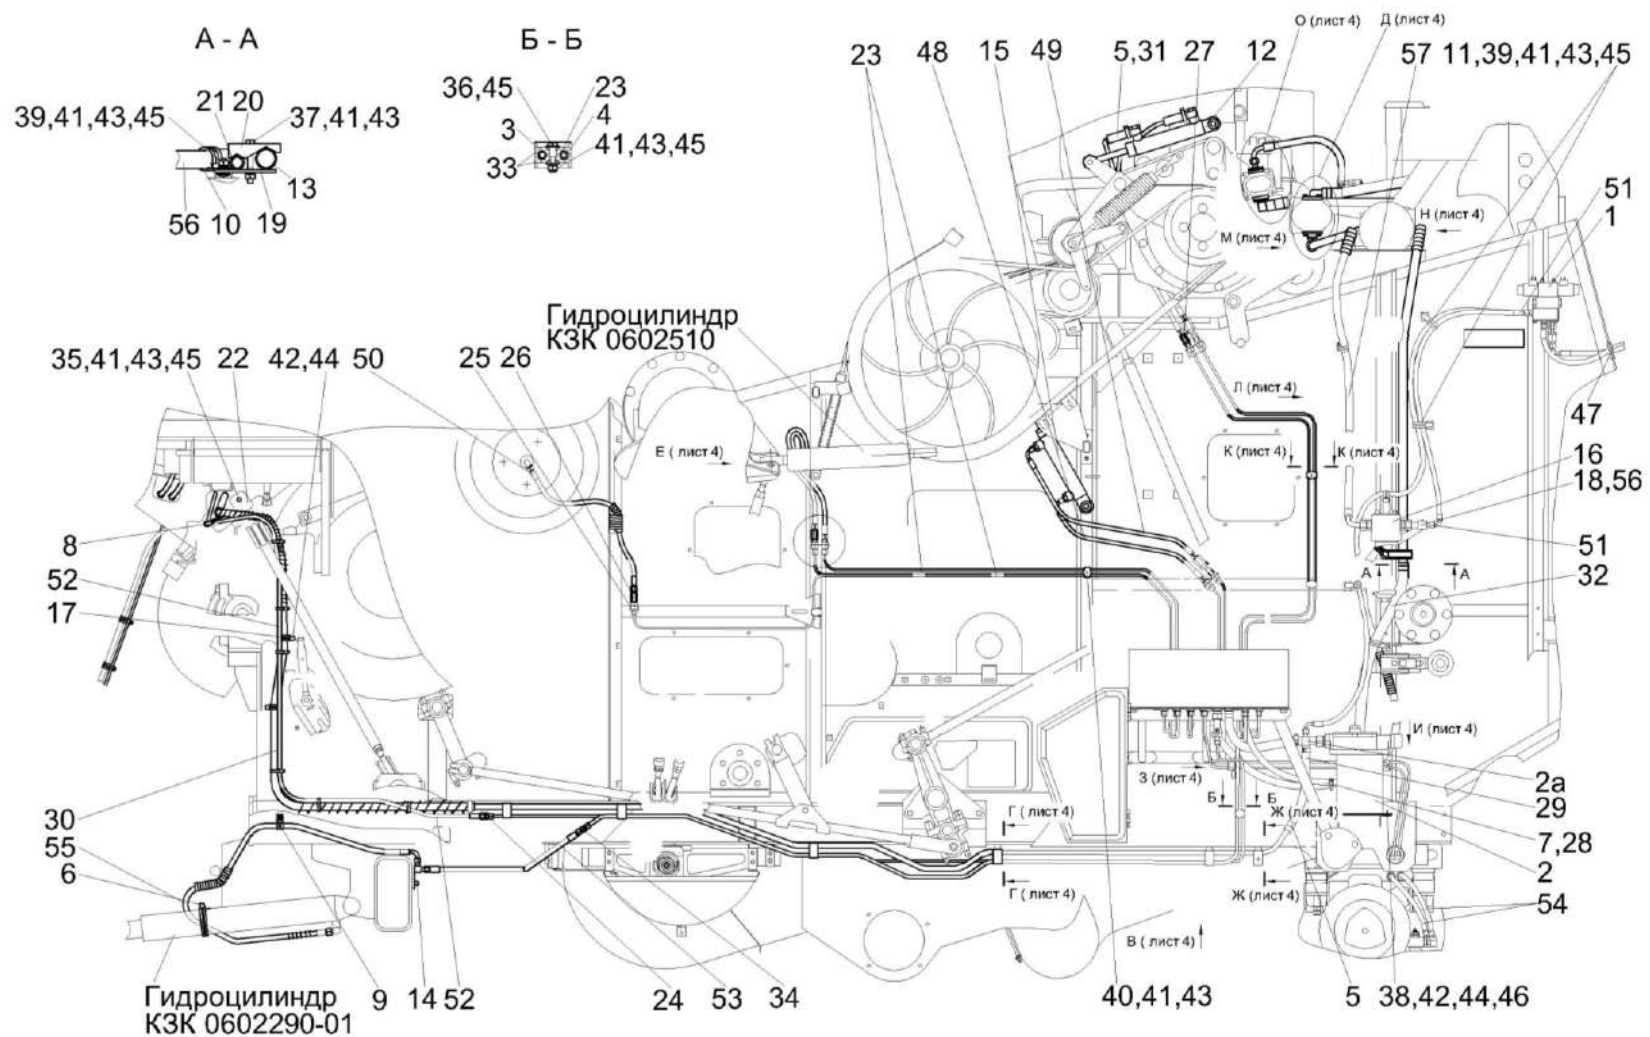 А - А
Б - Б
О (лист 4)
Д (лист 4)
23
48
15
49
5,31
27
12
57
11,39,41,43,45
39,41,43,45
21
20
37,41,43
36,45
23
3
4
33
41,43,45
13
56
10
19
51
1
Н (лист 4)
М (лист 4)
Гидроцилиндр
КЗК 0602510
35,41,43,45
22
42,44
50
25
26
Л (лист 4)
47
Е ( лист 4)
К (лист 4)
К (лист 4)
16
18,56
8
51
52
А
А
32
17
И (лист 4)
З (лист 4)
2а
Б
Б
29
Г ( лист 4)
Ж (лист 4)
30
7,28
55
2
6
Г ( лист 4)
Ж (лист 4)
54
В ( лист 4)
Гидроцилиндр
КЗК 0602290-01
9
14
52
24
53
34
40,41,43
5
38,42,44,46